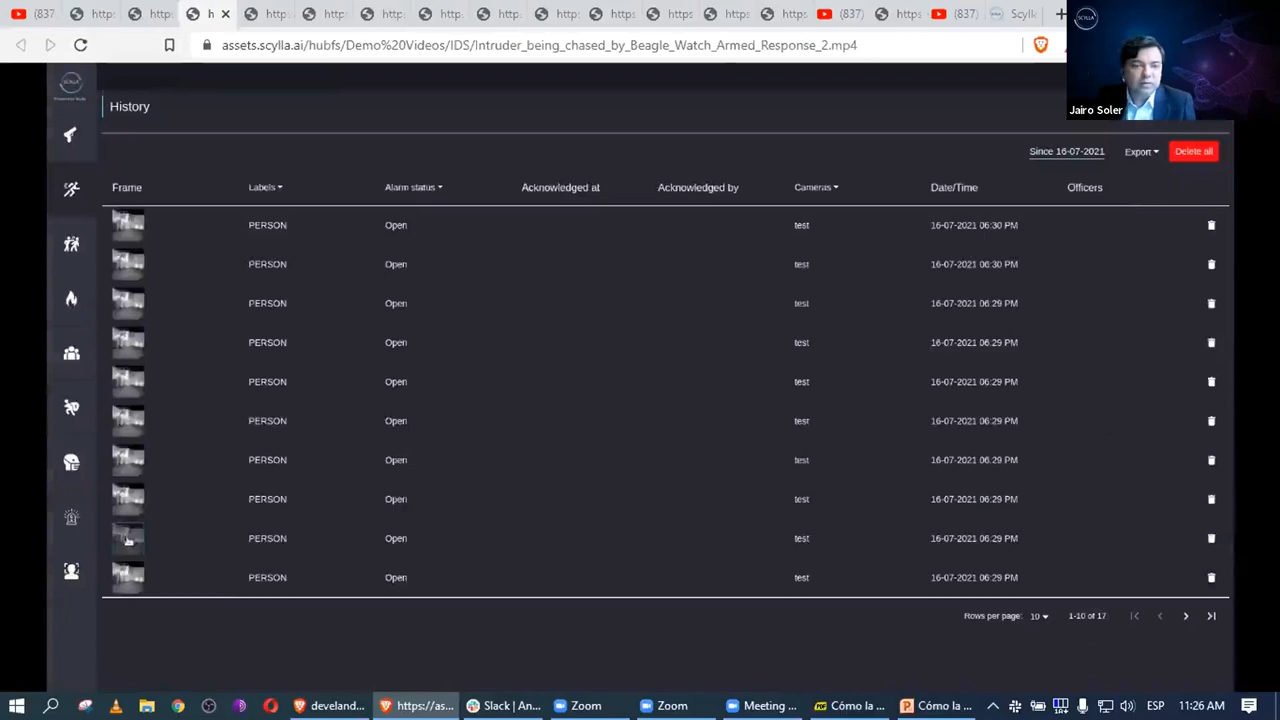 (837 http http h http http http http http http http http http http (837) https (837) Scylla
assets.scylla.ai/hubfs/Demo%20Videos/IDS/Intruder_being_chased_by_Beagle_Watch_Armed_Response_2.mp4
SCYLLA
Jairo Soler
SCYLLA
History
Since 16-07-2021 Export Delete all
Frame Labels Alarm status Acknowledged at Acknowledged by Cameras Date/Time Officers
PERSON Open test 16-07-2021 06:30 PM
PERSON Open test 16-07-2021 06:30 PM
PERSON Open test 16-07-2021 06:29 PM
PERSON Open test 16-07-2021 06:29 PM
PERSON Open test 16-07-2021 06:29 PM
PERSON Open test 16-07-2021 06:29 PM
PERSON Open test 16-07-2021 06:29 PM
PERSON Open test 16-07-2021 06:29 PM
PERSON Open test 16-07-2021 06:29 PM
PERSON Open test 16-07-2021 06:29 PM
Rows per page: 10 1-10 of 17
develand... https://as... Slack | An... Zoom Zoom Meeting ... Cómo la ... Cómo la ... ESP 11:26 AM